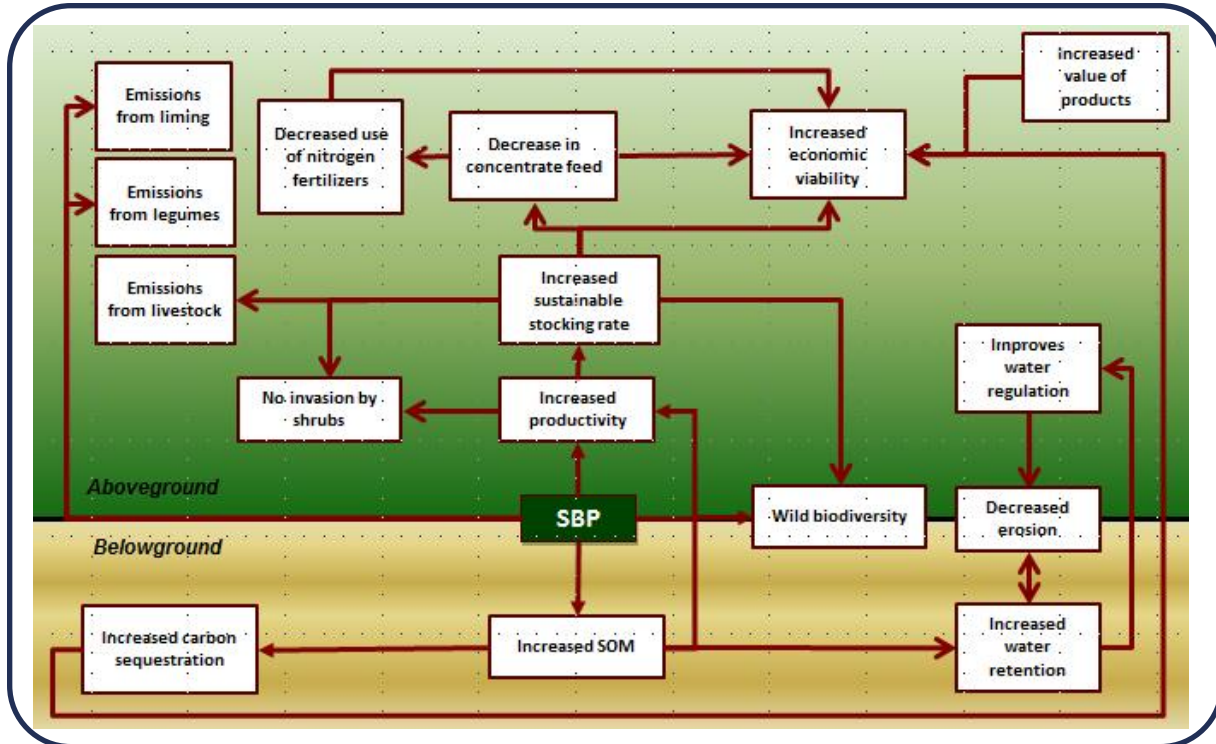 Emissions
from liming
Decreased use
of nitrogen
fertilizers
Decrease in
concentrate feed
Increased
economic
viability
Increased
value of
products
Emissions
from legumes
Emissions
from livestock
Increased
sustainable
stocking rate
Improves
water
regulation
No invasion by
shrubs
Increased
productivity
Aboveground
SBP
Wild biodiversity
Decreased
erosion
Belowground
Increased carbon
sequestration
Increased SOM
Increased
water
retention